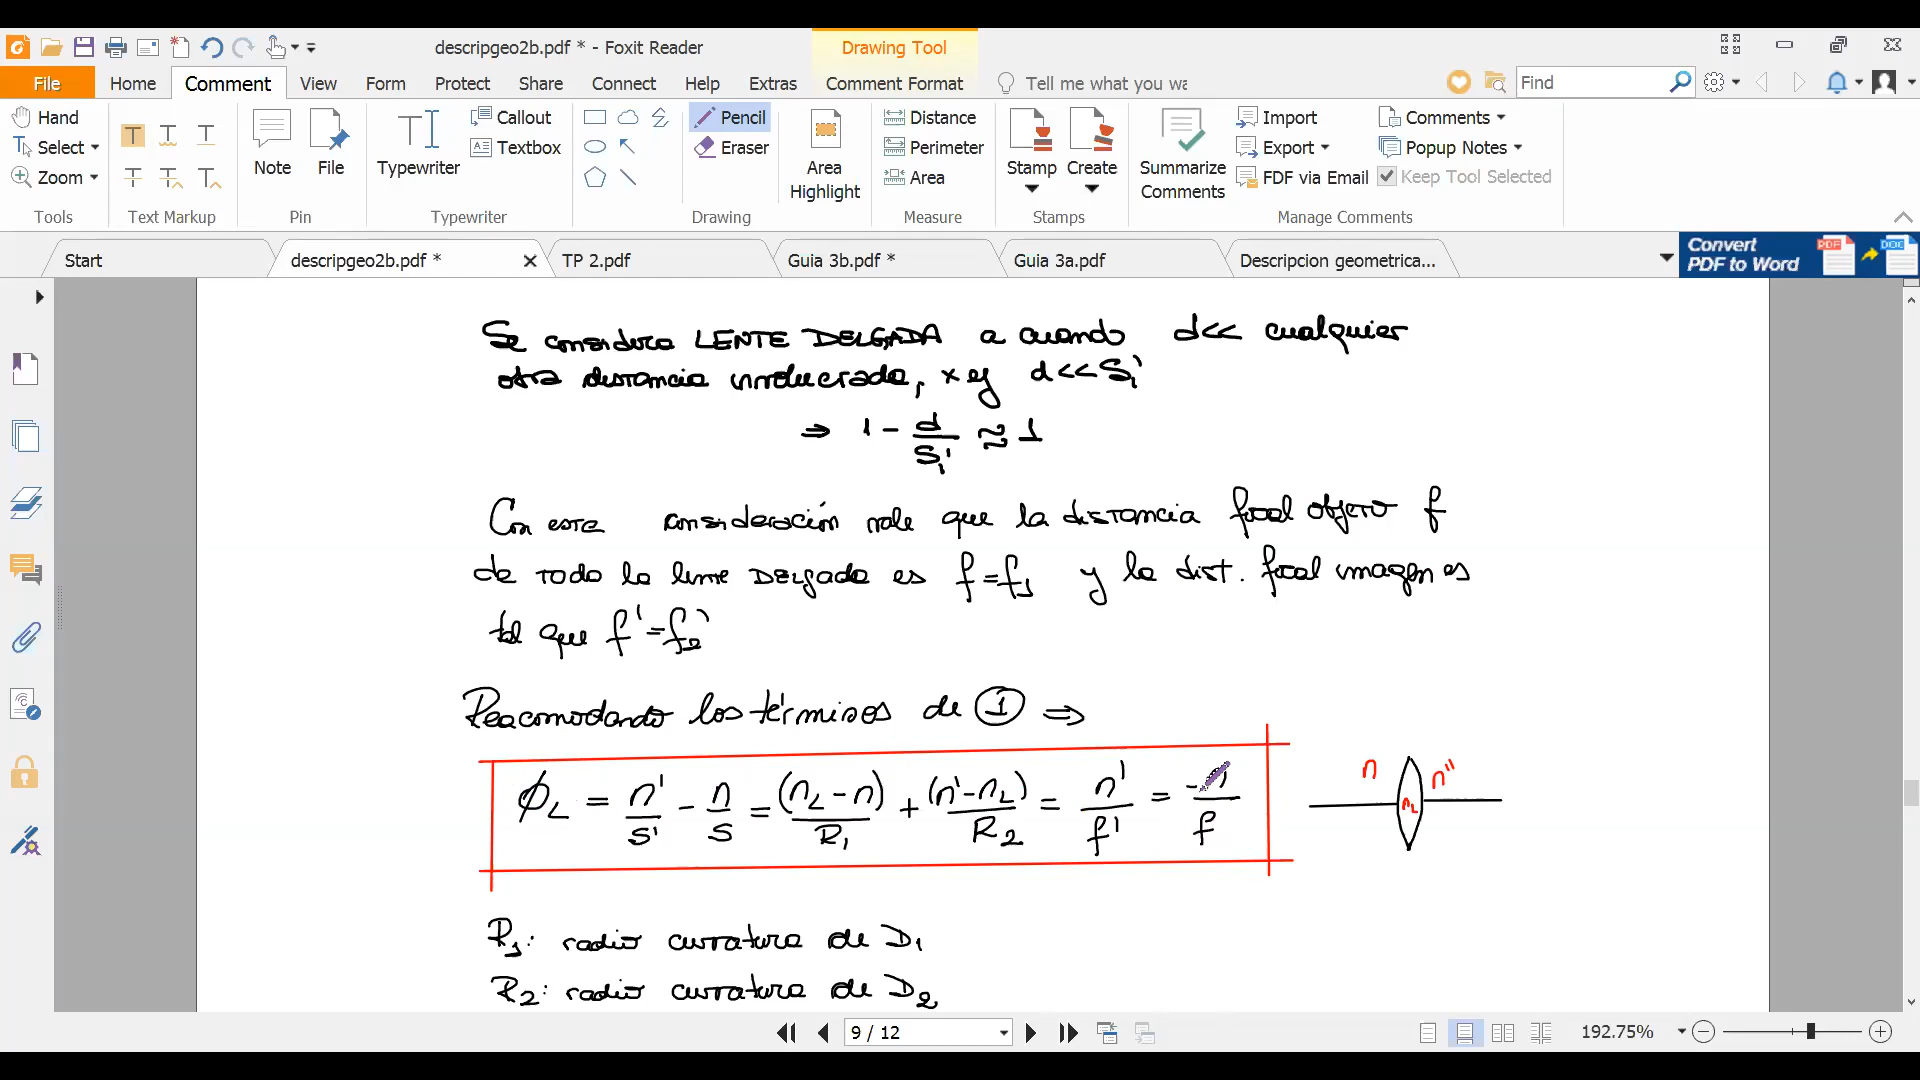 descripgeo2b.pdf * - Foxit Reader
Drawing Tool
File Home Comment View Form Protect Share Connect Help Extras Comment Format Tell me what you wa Find
Hand
Select
Zoom
Tools
Text Markup
Note
File
Pin
Typewriter
Callout
Textbox
Typewriter
Pencil
Eraser
Drawing
Area
Highlight
Distance
Perimeter
Area
Measure
Stamp
Create
Stamps
Summarize
Comments
Import
Export
FDF via Email
Comments
Popup Notes
Keep Tool Selected
Manage Comments
Start
descripgeo2b.pdf *
TP 2.pdf
Guia 3b.pdf *
Guia 3a.pdf
Descripcion geometrica...
Convert
PDF to Word
PDF
DOC
Se considera LENTE DELGADA a cuando d<< cualquier
otra distancia involucrada, x ej d<<S₁'
⇒ 1 - d/S₁' ≈ 1
Con esta consideración vale que la distancia focal objeto f
de toda la lente DELGADA es f=f₁ y la dist. focal imagen es
tal que f'=f₂'
Reacomodando los términos de ① ⇒
ϕL = n'/s' - n/s = (nL - n)/R₁ + (n' - nL)/R₂ = n'/f' = -n/f
n nL n''
R₁: radio curvatura de D₁
R₂: radio curvatura de D₂
9 / 12
192.75%